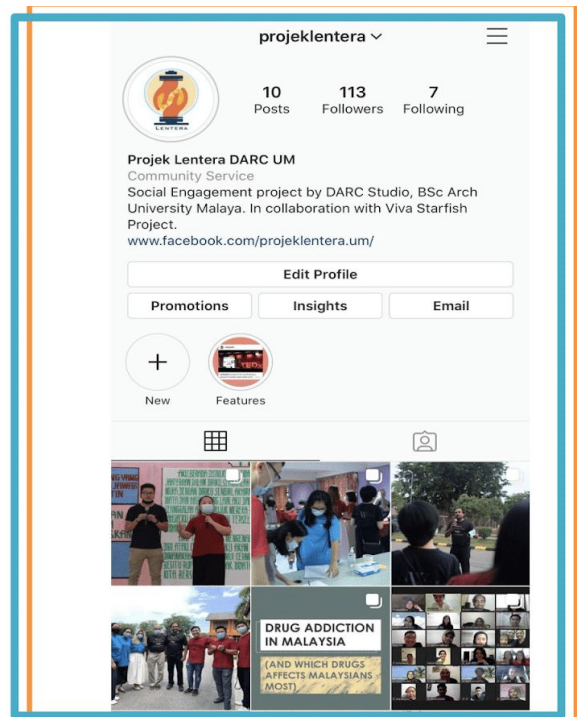 projeklentera
LENTERA
10 113 7
Posts Followers Following
Projek Lentera DARC UM
Community Service
Social Engagement project by DARC Studio, BSc Arch
University Malaya. In collaboration with Viva Starfish
Project.
www.facebook.com/projeklentera.um/
Edit Profile
Promotions Insights Email
New Features
DRUG ADDICTION
IN MALAYSIA
(AND WHICH DRUGS
AFFECTS MALAYSIANS
MOST)